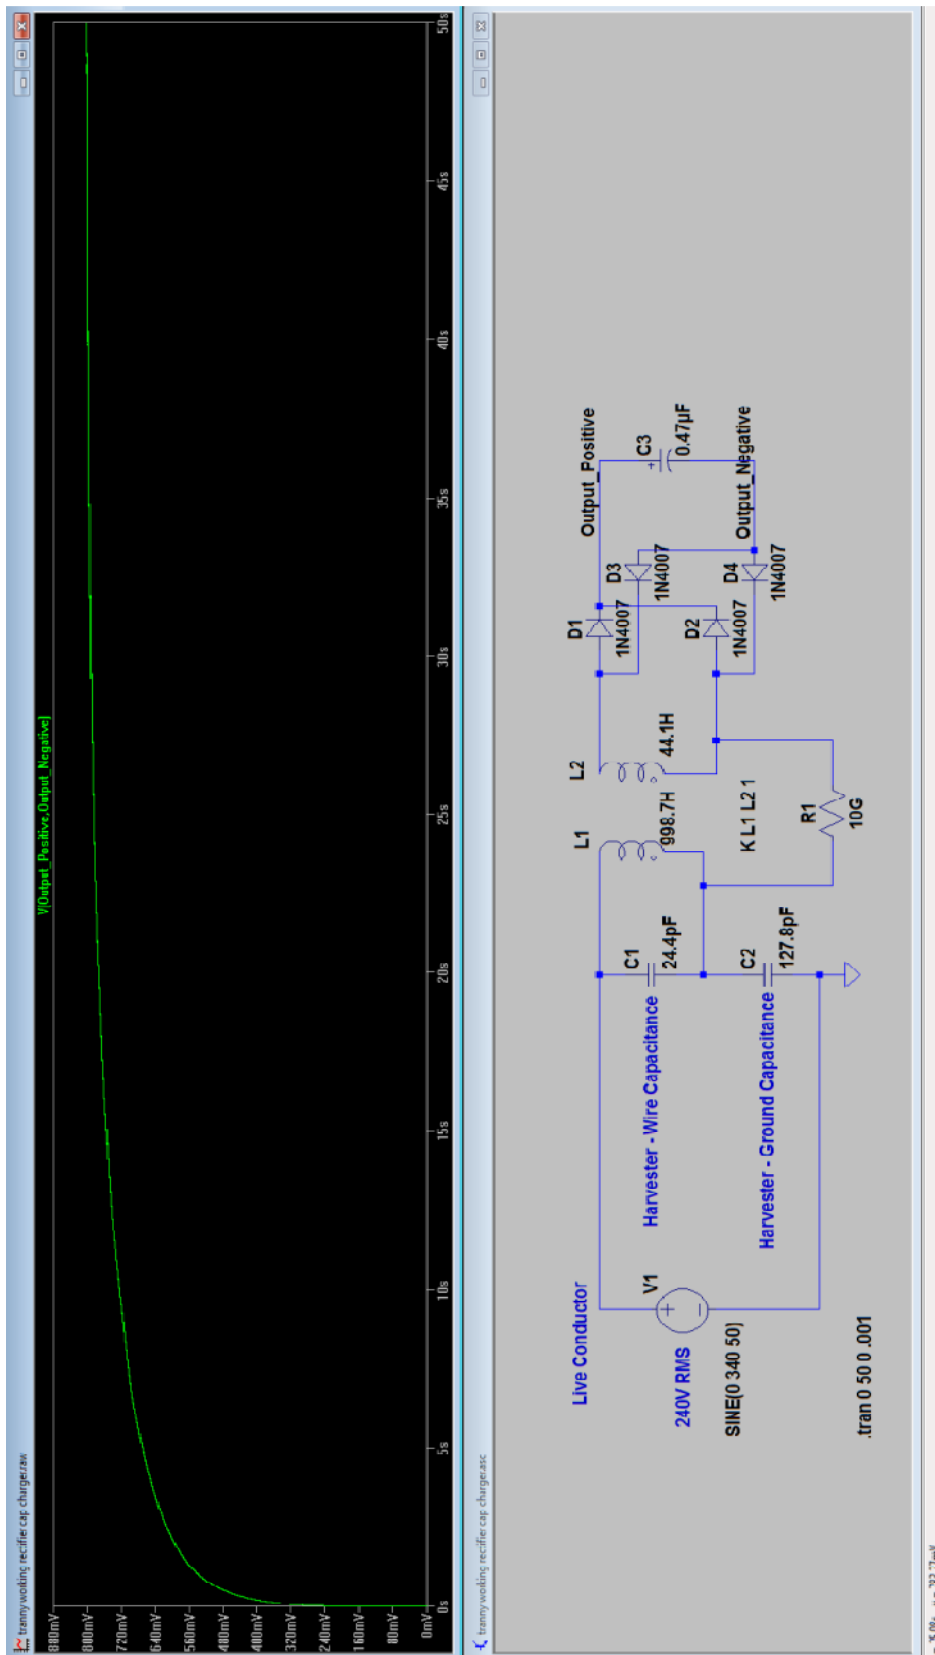 tranny working rectifier cap charger.raw
V(Output_Positive,Output_Negative)
880mV
800mV
720mV
640mV
560mV
480mV
400mV
320mV
240mV
160mV
80mV
0mV
0s
5s
10s
15s
20s
25s
30s
35s
40s
45s
50s
tranny working rectifier cap charger.asc
Live Conductor
V1
240V RMS
SINE(0 340 50)
.tran 0 50 0 .001
Harvester - Wire Capacitance
C1
24.4pF
Harvester - Ground Capacitance
C2
127.8pF
L1
998.7H
L2
44.1H
K L1 L2 1
R1
10G
D1
1N4007
D2
1N4007
D3
1N4007
D4
1N4007
Output_Positive
C3
0.47µF
Output_Negative